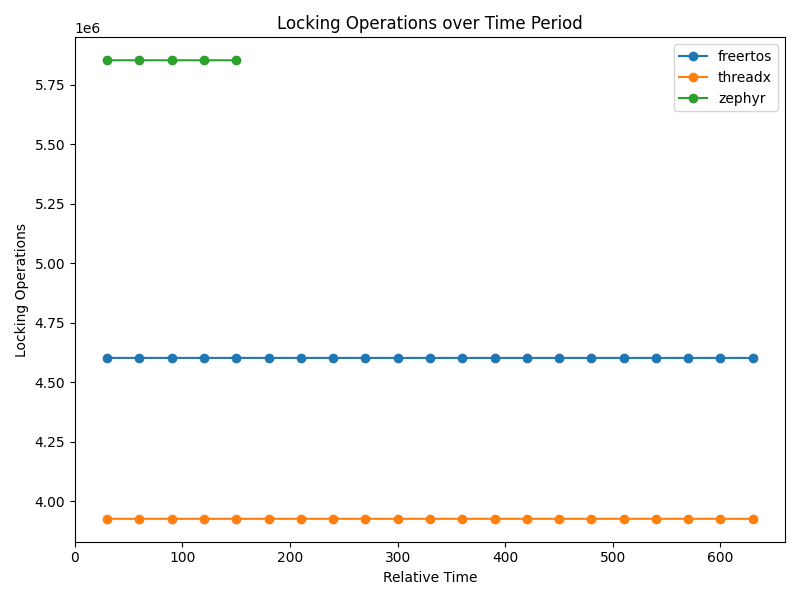 Locking Operations over Time Period
1e6
freertos
threadx
zephyr
5.75
5.50
5.25
5.00
4.75
4.50
4.25
4.00
Locking Operations
0 100 200 300 400 500 600
Relative Time